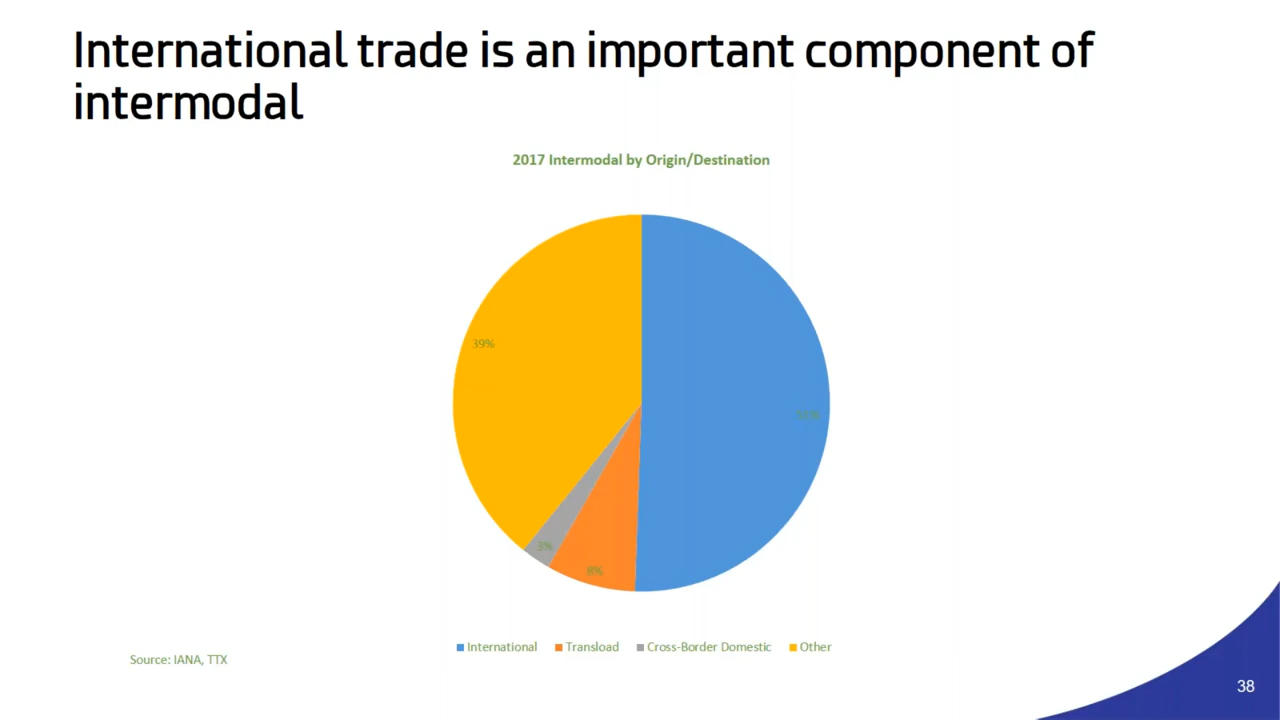 International trade is an important component of
intermodal
2017 Intermodal by Origin/Destination
39%
3%
8%
International Transload Cross-Border Domestic Other
Source: IANA, TTX
38